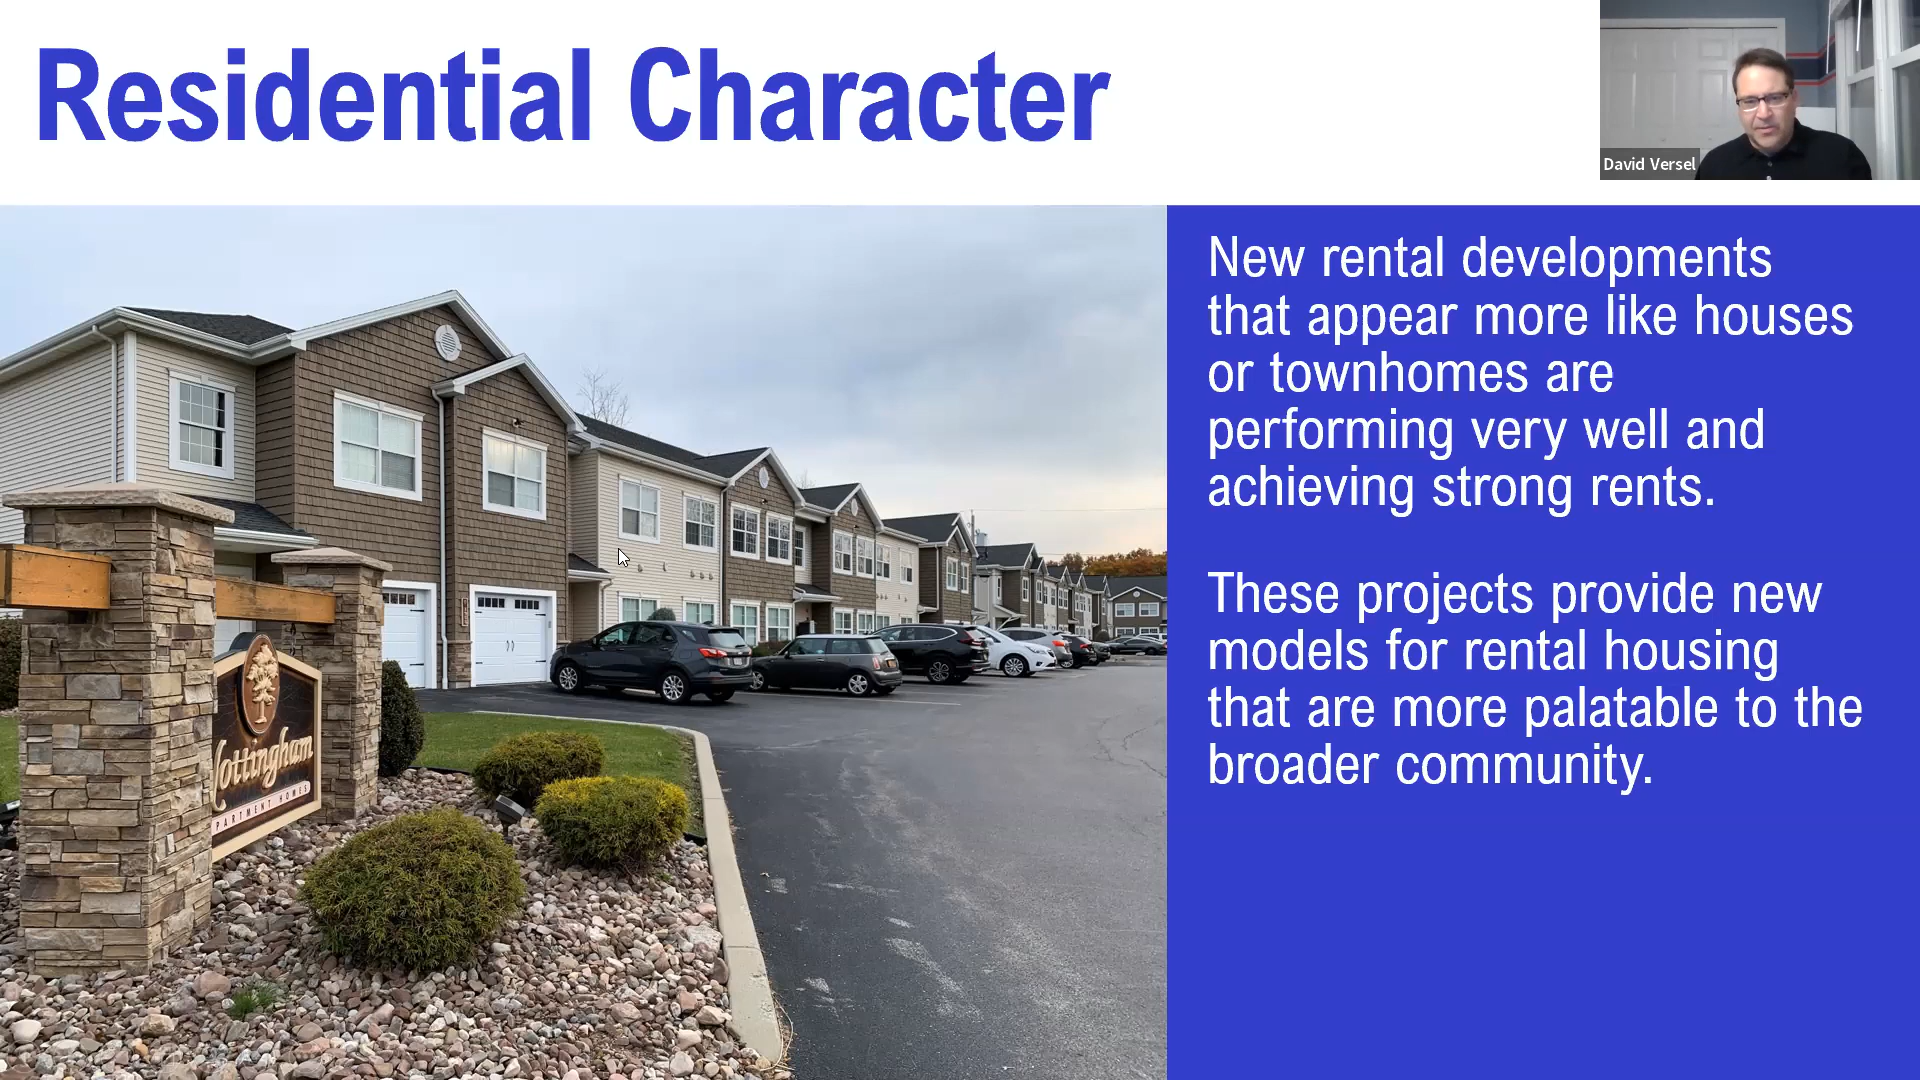 Residential Character
David Versel
New rental developments
that appear more like houses
or townhomes are
performing very well and
achieving strong rents.
These projects provide new
models for rental housing
that are more palatable to the
broader community.
Nottingham
APARTMENT HOMES